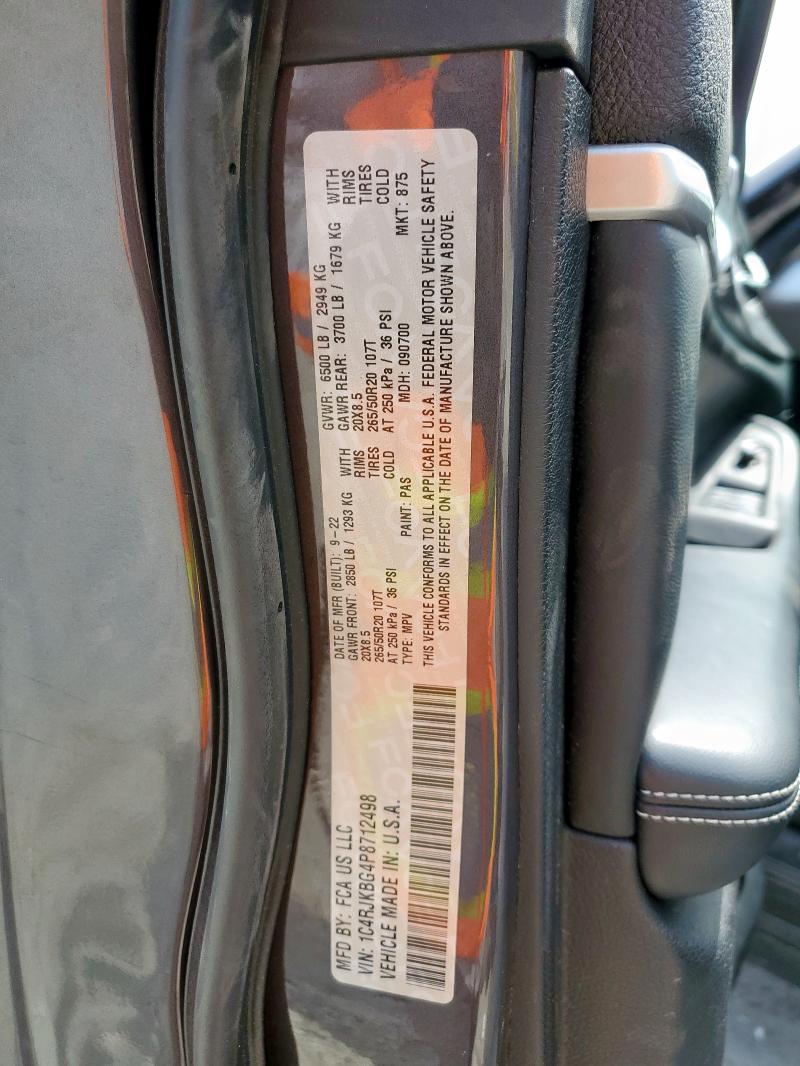 MFD BY: FCA US LLC
VIN: 1C4RJKBG4P8712498
VEHICLE MADE IN: U.S.A.
DATE OF MFR (BUILT): 9-22
GAWR FRONT: 2850 LB / 1293 KG WITH
20X8.5 RIMS
265/50R20 107T TIRES
AT 250 kPa / 36 PSI COLD
GVWR: 6500 LB / 2949 KG
GAWR REAR: 3700 LB / 1679 KG WITH
20X8.5 RIMS
265/50R20 107T TIRES
AT 250 kPa / 36 PSI COLD
TYPE: MPV PAINT: PAS MDH: 090700 MKT: 875
THIS VEHICLE CONFORMS TO ALL APPLICABLE U.S.A. FEDERAL MOTOR VEHICLE SAFETY
STANDARDS IN EFFECT ON THE DATE OF MANUFACTURE SHOWN ABOVE.